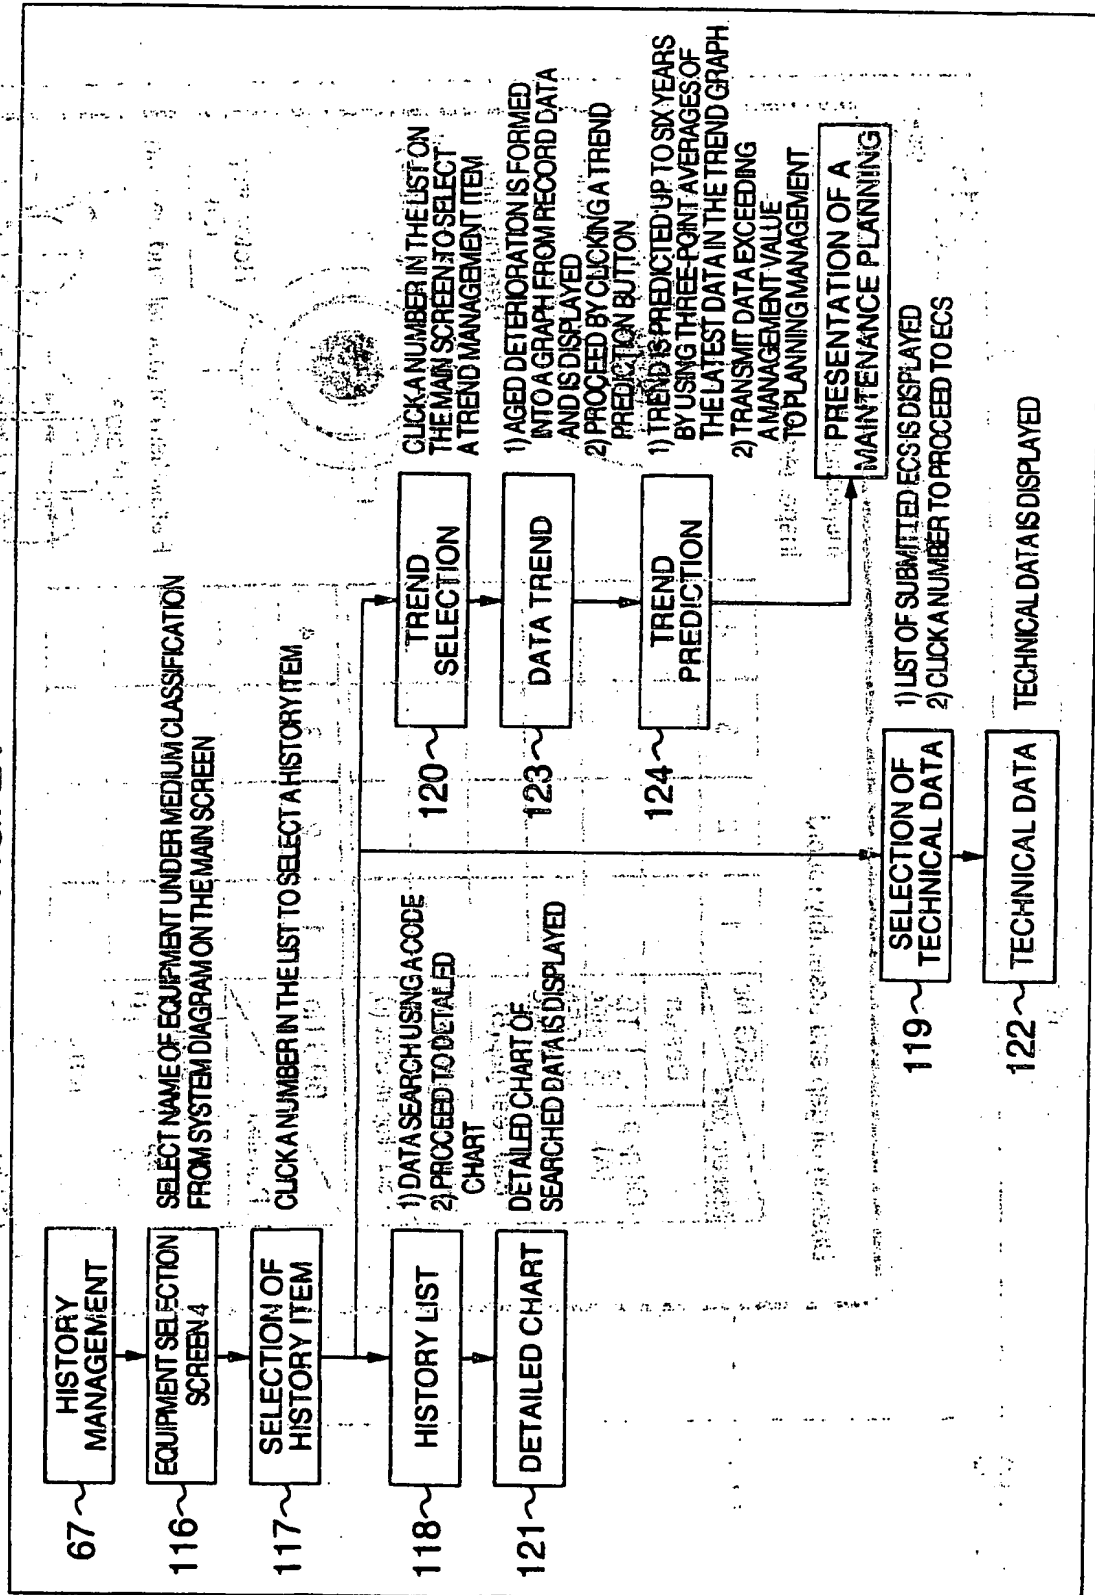 67
HISTORY
MANAGEMENT
116
EQUIPMENT SELECTION
SCREEN 4
SELECT NAME OF EQUIPMENT UNDER MEDIUM CLASSIFICATION
FROM SYSTEM DIAGRAM ON THE MAIN SCREEN
117
SELECTION OF
HISTORY ITEM
CLICK A NUMBER IN THE LIST TO SELECT A HISTORY ITEM
118
HISTORY LIST
1) DATA SEARCH USING A CODE
2) PROCEED TO DETAILED
CHART
121
DETAILED CHART
DETAILED CHART OF
SEARCHED DATA IS DISPLAYED
120
TREND
SELECTION
CLICK A NUMBER IN THE LIST ON
THE MAIN SCREEN TO SELECT
A TREND MANAGEMENT ITEM
123
DATA TREND
1) AGED DETERIORATION IS FORMED
INTO A GRAPH FROM RECORD DATA
AND IS DISPLAYED
2) PROCEED BY CLICKING A TREND
PREDICTION BUTTON
124
TREND
PREDICTION
1) TREND IS PREDICTED UP TO SIX YEARS
BY USING THREE-POINT AVERAGES OF
THE LATEST DATA IN THE TREND GRAPH
2) TRANSMIT DATA EXCEEDING
A MANAGEMENT VALUE
TO PLANNING MANAGEMENT
PRESENTATION OF A
MAINTENANCE PLANNING
119
SELECTION OF
TECHNICAL DATA
1) LIST OF SUBMITTED ECS IS DISPLAYED
2) CLICK A NUMBER TO PROCEED TO ECS
122
TECHNICAL DATA
TECHNICAL DATA IS DISPLAYED